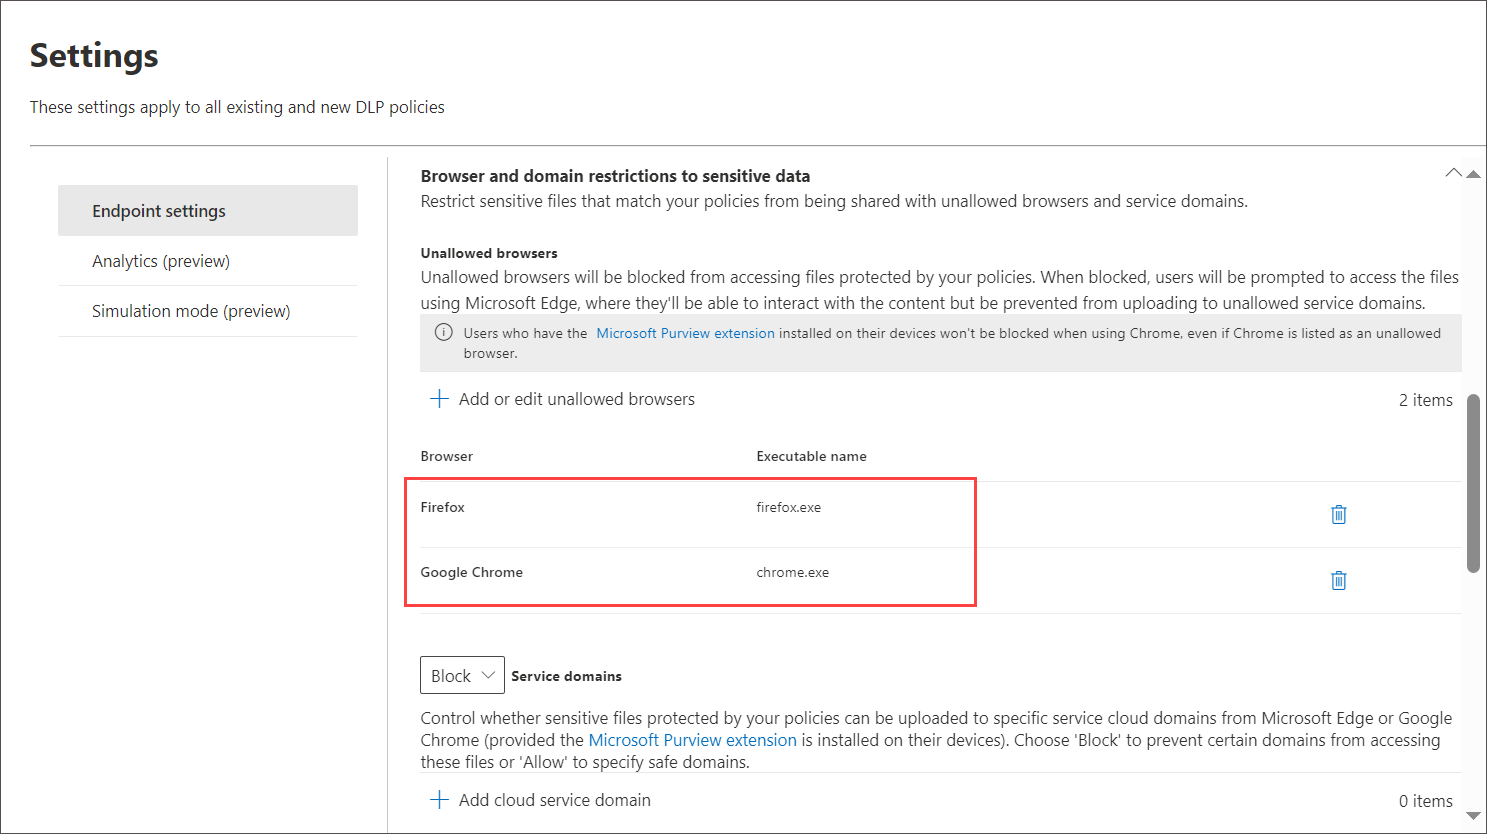 Settings
These settings apply to all existing and new DLP policies
Endpoint settings
Analytics (preview)
Simulation mode (preview)
Browser and domain restrictions to sensitive data
Restrict sensitive files that match your policies from being shared with unallowed browsers and service domains.
Unallowed browsers
Unallowed browsers will be blocked from accessing files protected by your policies. When blocked, users will be prompted to access the files
using Microsoft Edge, where they'll be able to interact with the content but be prevented from uploading to unallowed service domains.
Users who have the Microsoft Purview extension installed on their devices won't be blocked when using Chrome, even if Chrome is listed as an unallowed
browser.
Add or edit unallowed browsers 2 items
Browser Executable name
Firefox firefox.exe
Google Chrome chrome.exe
Block Service domains
Control whether sensitive files protected by your policies can be uploaded to specific service cloud domains from Microsoft Edge or Google
Chrome (provided the Microsoft Purview extension is installed on their devices). Choose 'Block' to prevent certain domains from accessing
these files or 'Allow' to specify safe domains.
Add cloud service domain 0 items